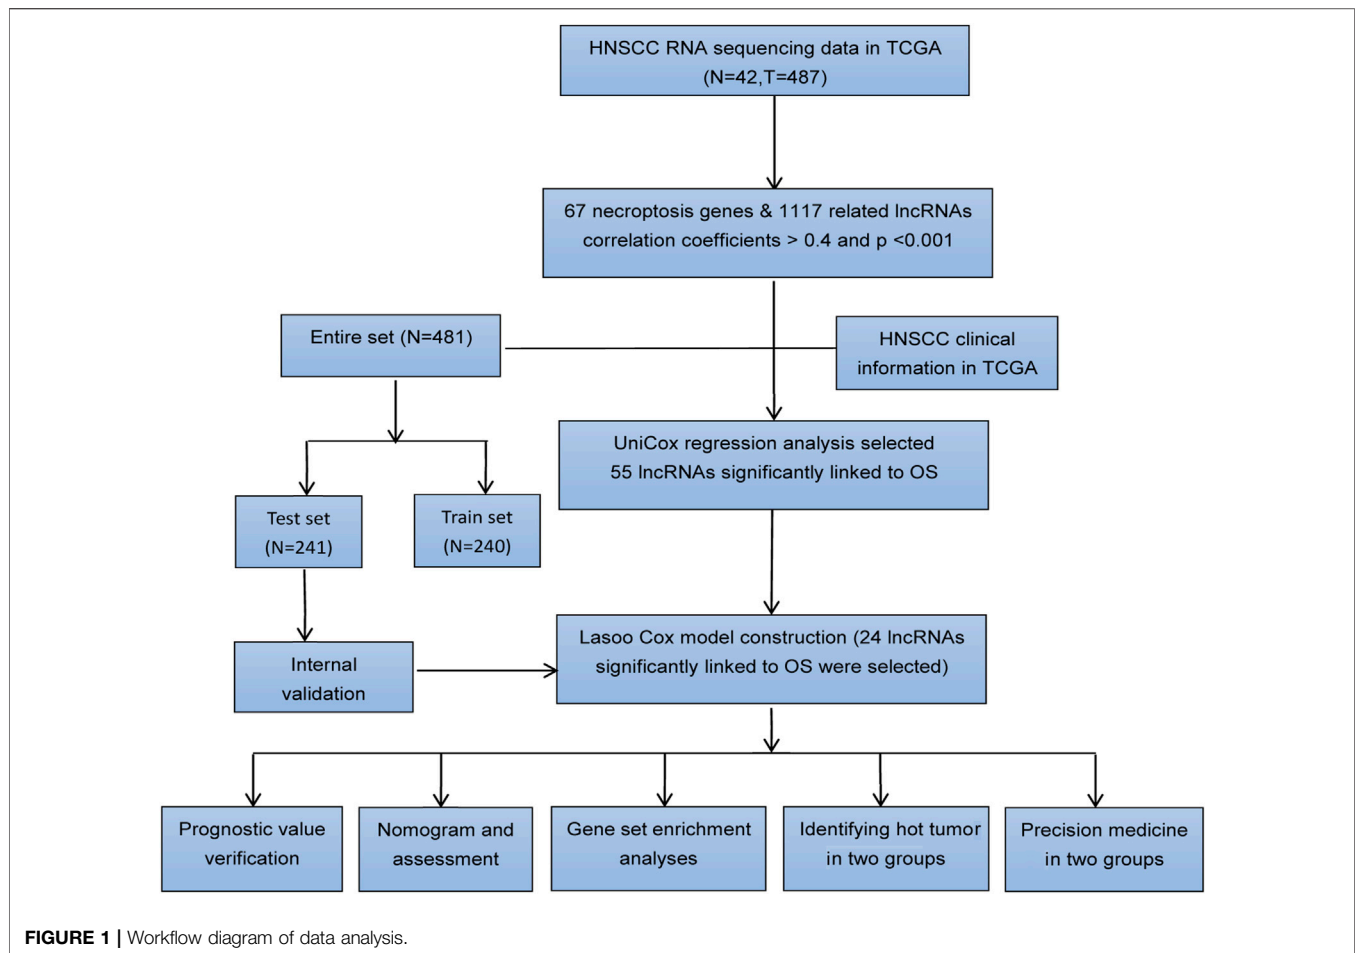 HNSCC RNA sequencing data in TCGA
(N=42,T=487)
67 necroptosis genes & 1117 related lncRNAs
correlation coefficients > 0.4 and p <0.001
Entire set (N=481)
HNSCC clinical
information in TCGA
UniCox regression analysis selected
55 lncRNAs significantly linked to OS
Test set
(N=241)
Train set
(N=240)
Internal
validation
Lasoo Cox model construction (24 lncRNAs
significantly linked to OS were selected)
Prognostic value
verification
Nomogram and
assessment
Gene set enrichment
analyses
Identifying hot tumor
in two groups
Precision medicine
in two groups
FIGURE 1 | Workflow diagram of data analysis.